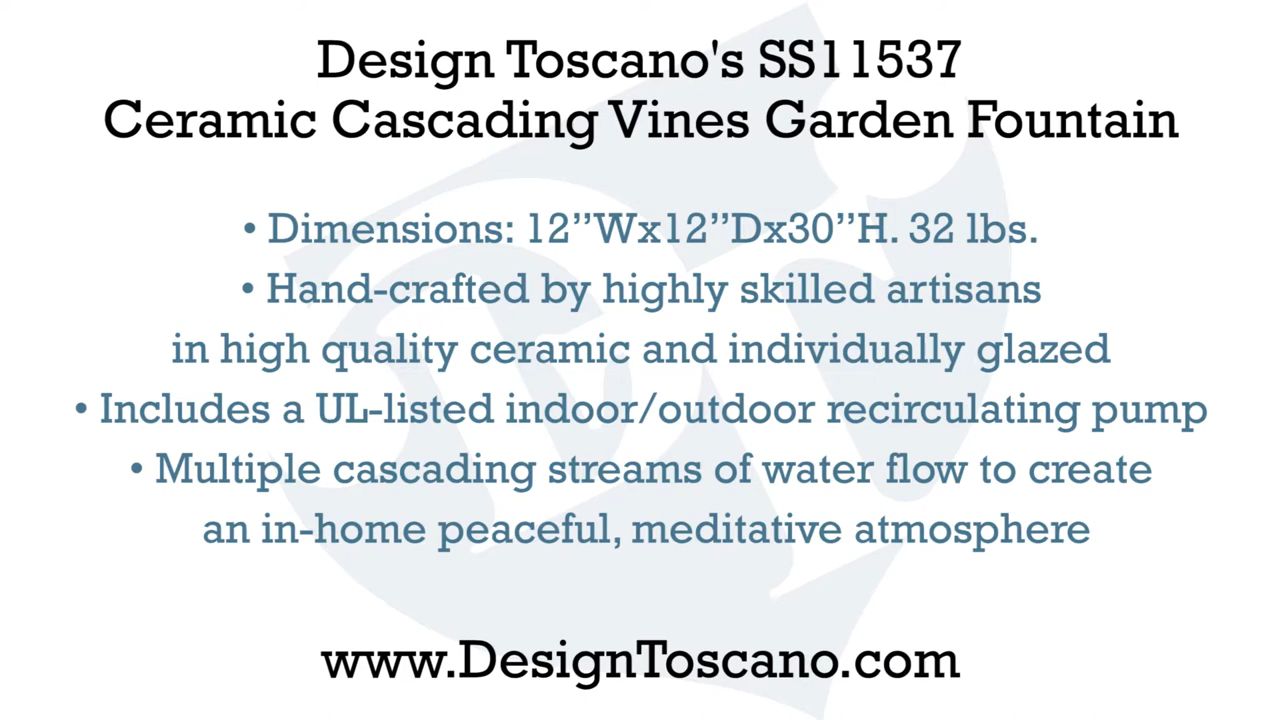 Design Toscano's SS11537
Ceramic Cascading Vines Garden Fountain
• Dimensions: 12’’Wx12’’Dx30’’H. 32 lbs.
• Hand-crafted by highly skilled artisans
in high quality ceramic and individually glazed
• Includes a UL-listed indoor/outdoor recirculating pump
• Multiple cascading streams of water flow to create
an in-home peaceful, meditative atmosphere
www.DesignToscano.com